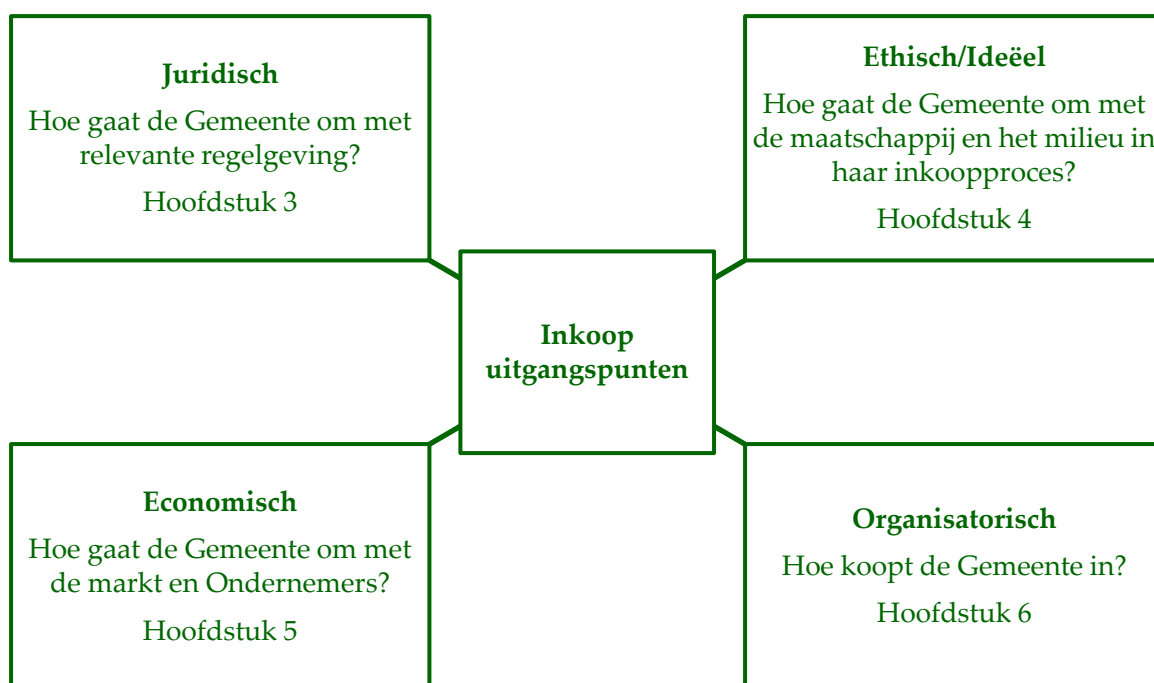 Juridisch
Hoe gaat de Gemeente om met
relevante regelgeving?
Hoofdstuk 3
Ethisch/Ideëel
Hoe gaat de Gemeente om met
de maatschappij en het milieu in
haar inkoopproces?
Hoofdstuk 4
Inkoop
uitgangspunten
Economisch
Hoe gaat de Gemeente om met
de markt en Ondernemers?
Hoofdstuk 5
Organisatorisch
Hoe koopt de Gemeente in?
Hoofdstuk 6